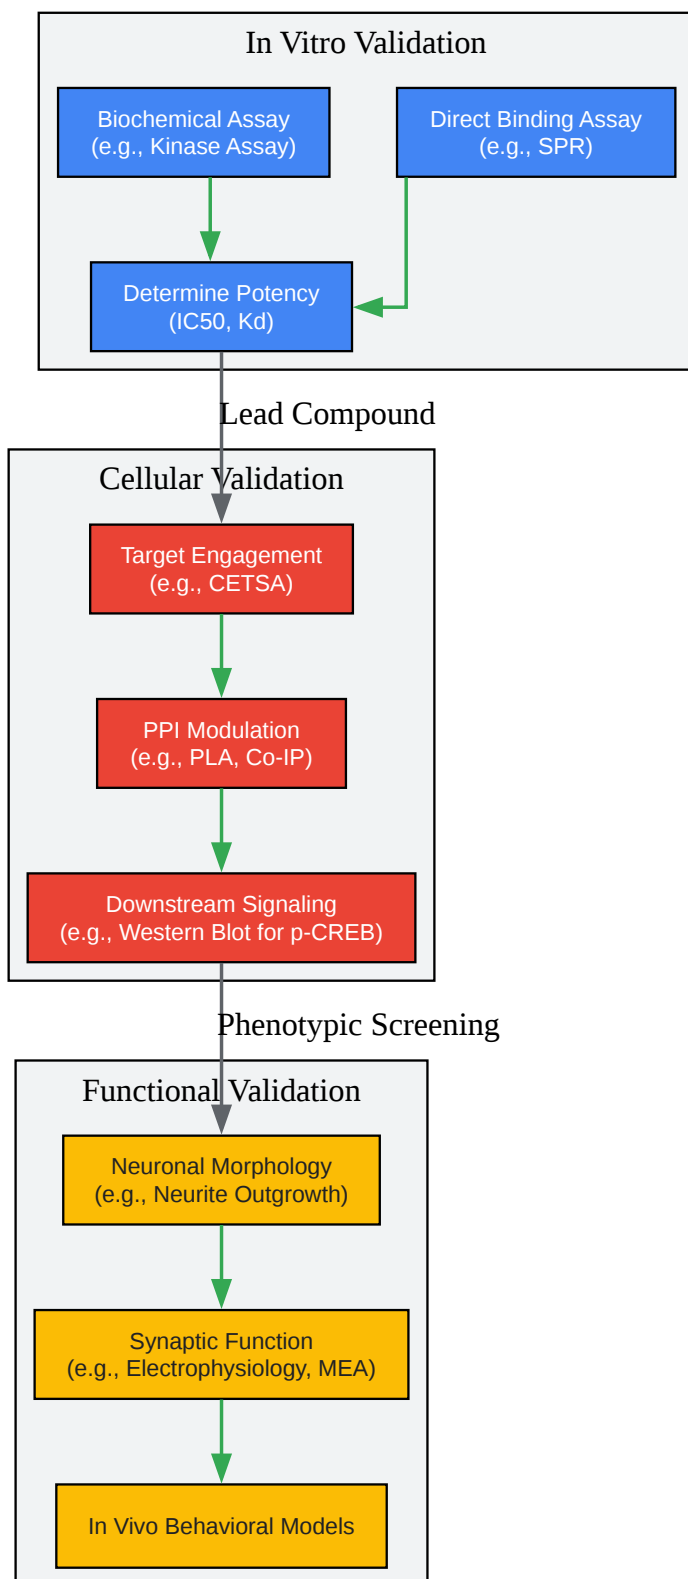 In Vitro Validation
Biochemical Assay
(e.g., Kinase Assay)
Direct Binding Assay
(e.g., SPR)
Determine Potency
(IC50, Kd)
Lead Compound
Cellular Validation
Target Engagement
(e.g., CETSA)
PPI Modulation
(e.g., PLA, Co-IP)
Downstream Signaling
(e.g., Western Blot for p-CREB)
Phenotypic Screening
Functional Validation
Neuronal Morphology
(e.g., Neurite Outgrowth)
Synaptic Function
(e.g., Electrophysiology, MEA)
In Vivo Behavioral Models